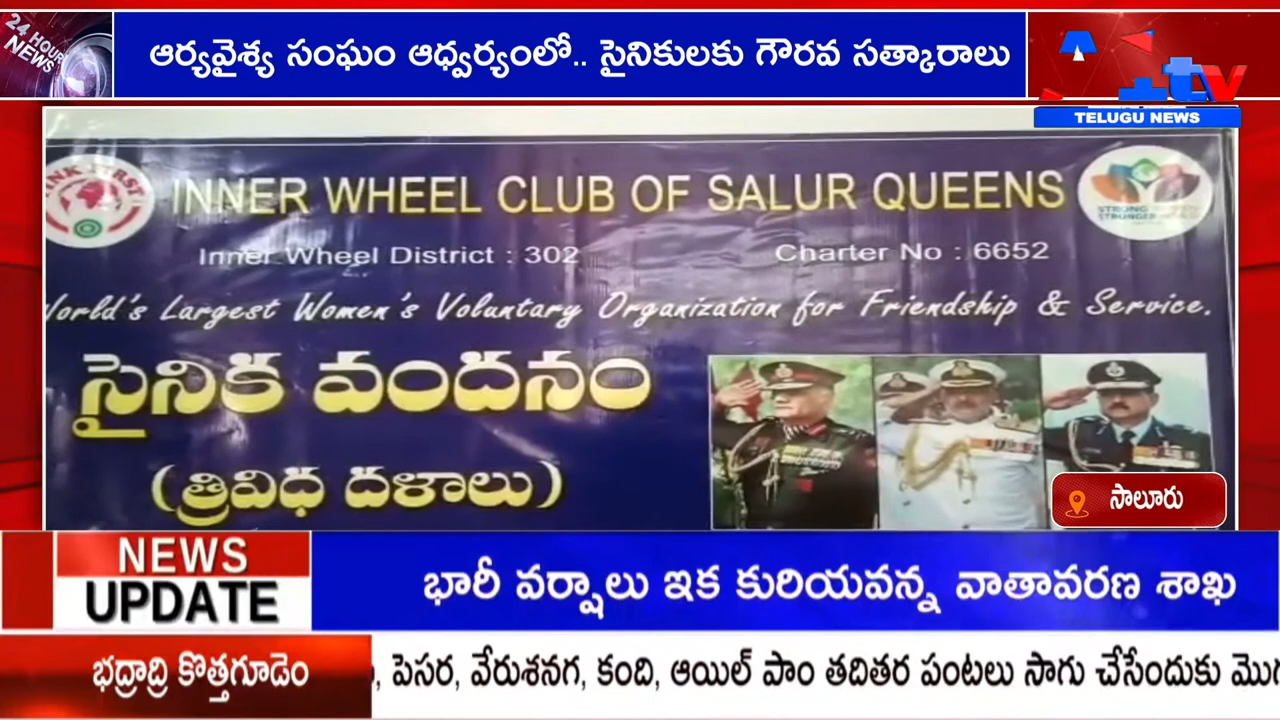 24 HOUR
NEWS
ఆర్యవైశ్య సంఘం ఆధ్వర్యంలో.. సైనికులకు గౌరవ సత్కారాలు
tv
TELUGU NEWS
INNER WHEEL CLUB OF SALUR QUEENS
Inner Wheel District : 302
Charter No : 6652
World's Largest Women's Voluntary Organization for Friendship & Service.
సైనిక వందనం
(త్రివిధ దళాలు)
సాలూరు
NEWS
UPDATE
భారీ వర్షాలు ఇక కురియవన్న వాతావరణ శాఖ
భద్రాద్రి కొత్తగూడెం
, పెసర, వేరుశనగ, కంది, ఆయిల్ పాం తదితర పంటలు సాగు చేసేందుకు